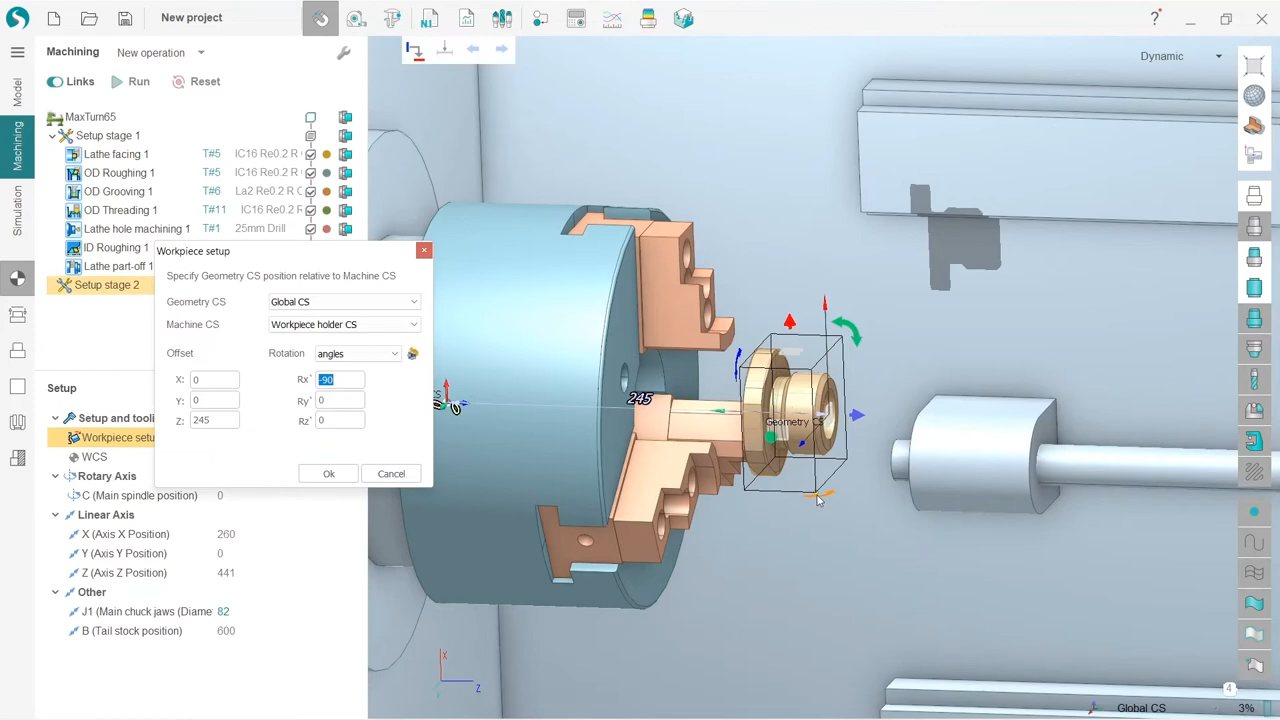 New project
Machining
New operation
Links
Run
Reset
Model
Machining
Simulation
MaxTurn65
Setup stage 1
Lathe facing 1 T#5 IC16 Re0.2 R
OD Roughing 1 T#5 IC16 Re0.2 R
OD Grooving 1 T#6 La2 Re0.2 R C
OD Threading 1 T#11 IC16 Re0.2 R
Lathe hole machining 1 T#1 25mm Drill
ID Roughing 1
Lathe part-off 1
Setup stage 2
Workpiece setup
Specify Geometry CS position relative to Machine CS
Geometry CS Global CS
Machine CS Workpiece holder CS
Offset Rotation angles
X: 0 Rx` -90
Y: 0 Ry` 0
Z: 245 Rz` 0
Ok Cancel
Setup
Setup and tooli
Workpiece setu
WCS
Rotary Axis
C (Main spindle position) 0
Linear Axis
X (Axis X Position) 260
Y (Axis Y Position) 0
Z (Axis Z Position) 441
Other
J1 (Main chuck jaws (Diame 82
B (Tail stock position) 600
Dynamic
245
Geometry CS
X
Z
4
Global CS 3%